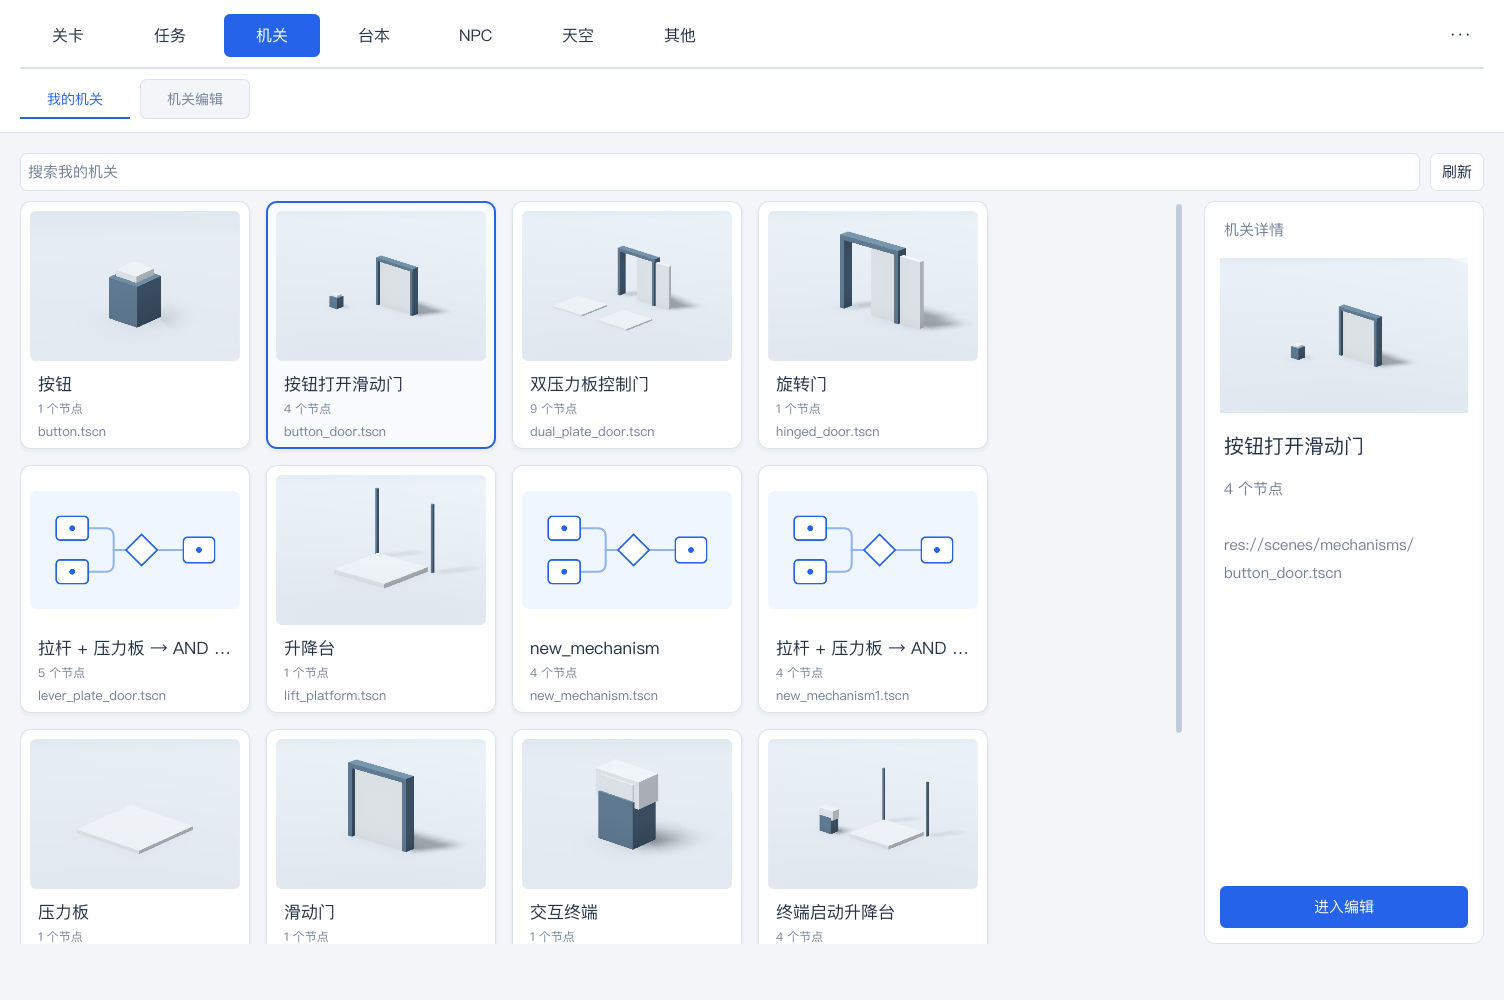 关卡
任务
机关
台本
NPC
天空
其他
...
我的机关
机关编辑
搜索我的机关
刷新
按钮
1 个节点
button.tscn
按钮打开滑动门
4 个节点
button_door.tscn
双压力板控制门
9 个节点
dual_plate_door.tscn
旋转门
1 个节点
hinged_door.tscn
拉杆 + 压力板 → AND ...
5 个节点
lever_plate_door.tscn
升降台
1 个节点
lift_platform.tscn
new_mechanism
4 个节点
new_mechanism.tscn
拉杆 + 压力板 → AND ...
4 个节点
new_mechanism1.tscn
压力板
1 个节点
滑动门
1 个节点
交互终端
1 个节点
终端启动升降台
4 个节点
机关详情
按钮打开滑动门
4 个节点
res://scenes/mechanisms/
button_door.tscn
进入编辑